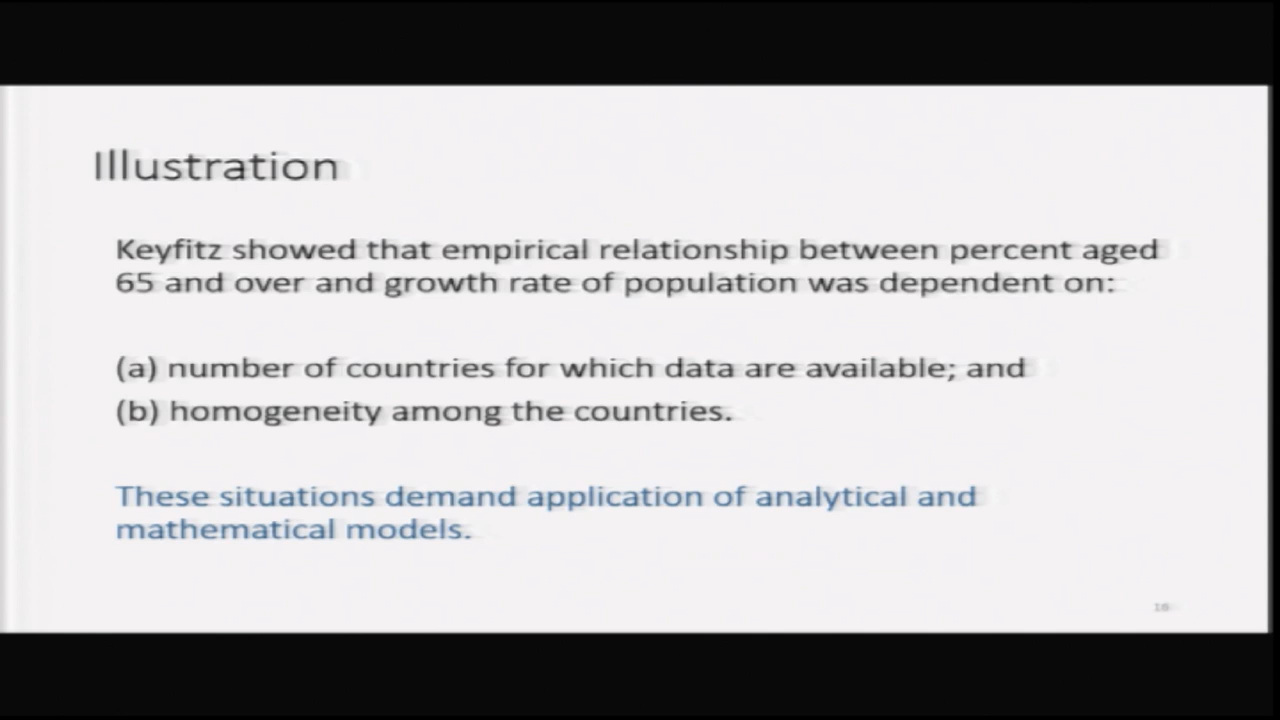 Illustration
Keyfitz showed that empirical relationship between percent aged
65 and over and growth rate of population was dependent on:
(a) number of countries for which data are available; and
(b) homogeneity among the countries.
These situations demand application of analytical and
mathematical models.